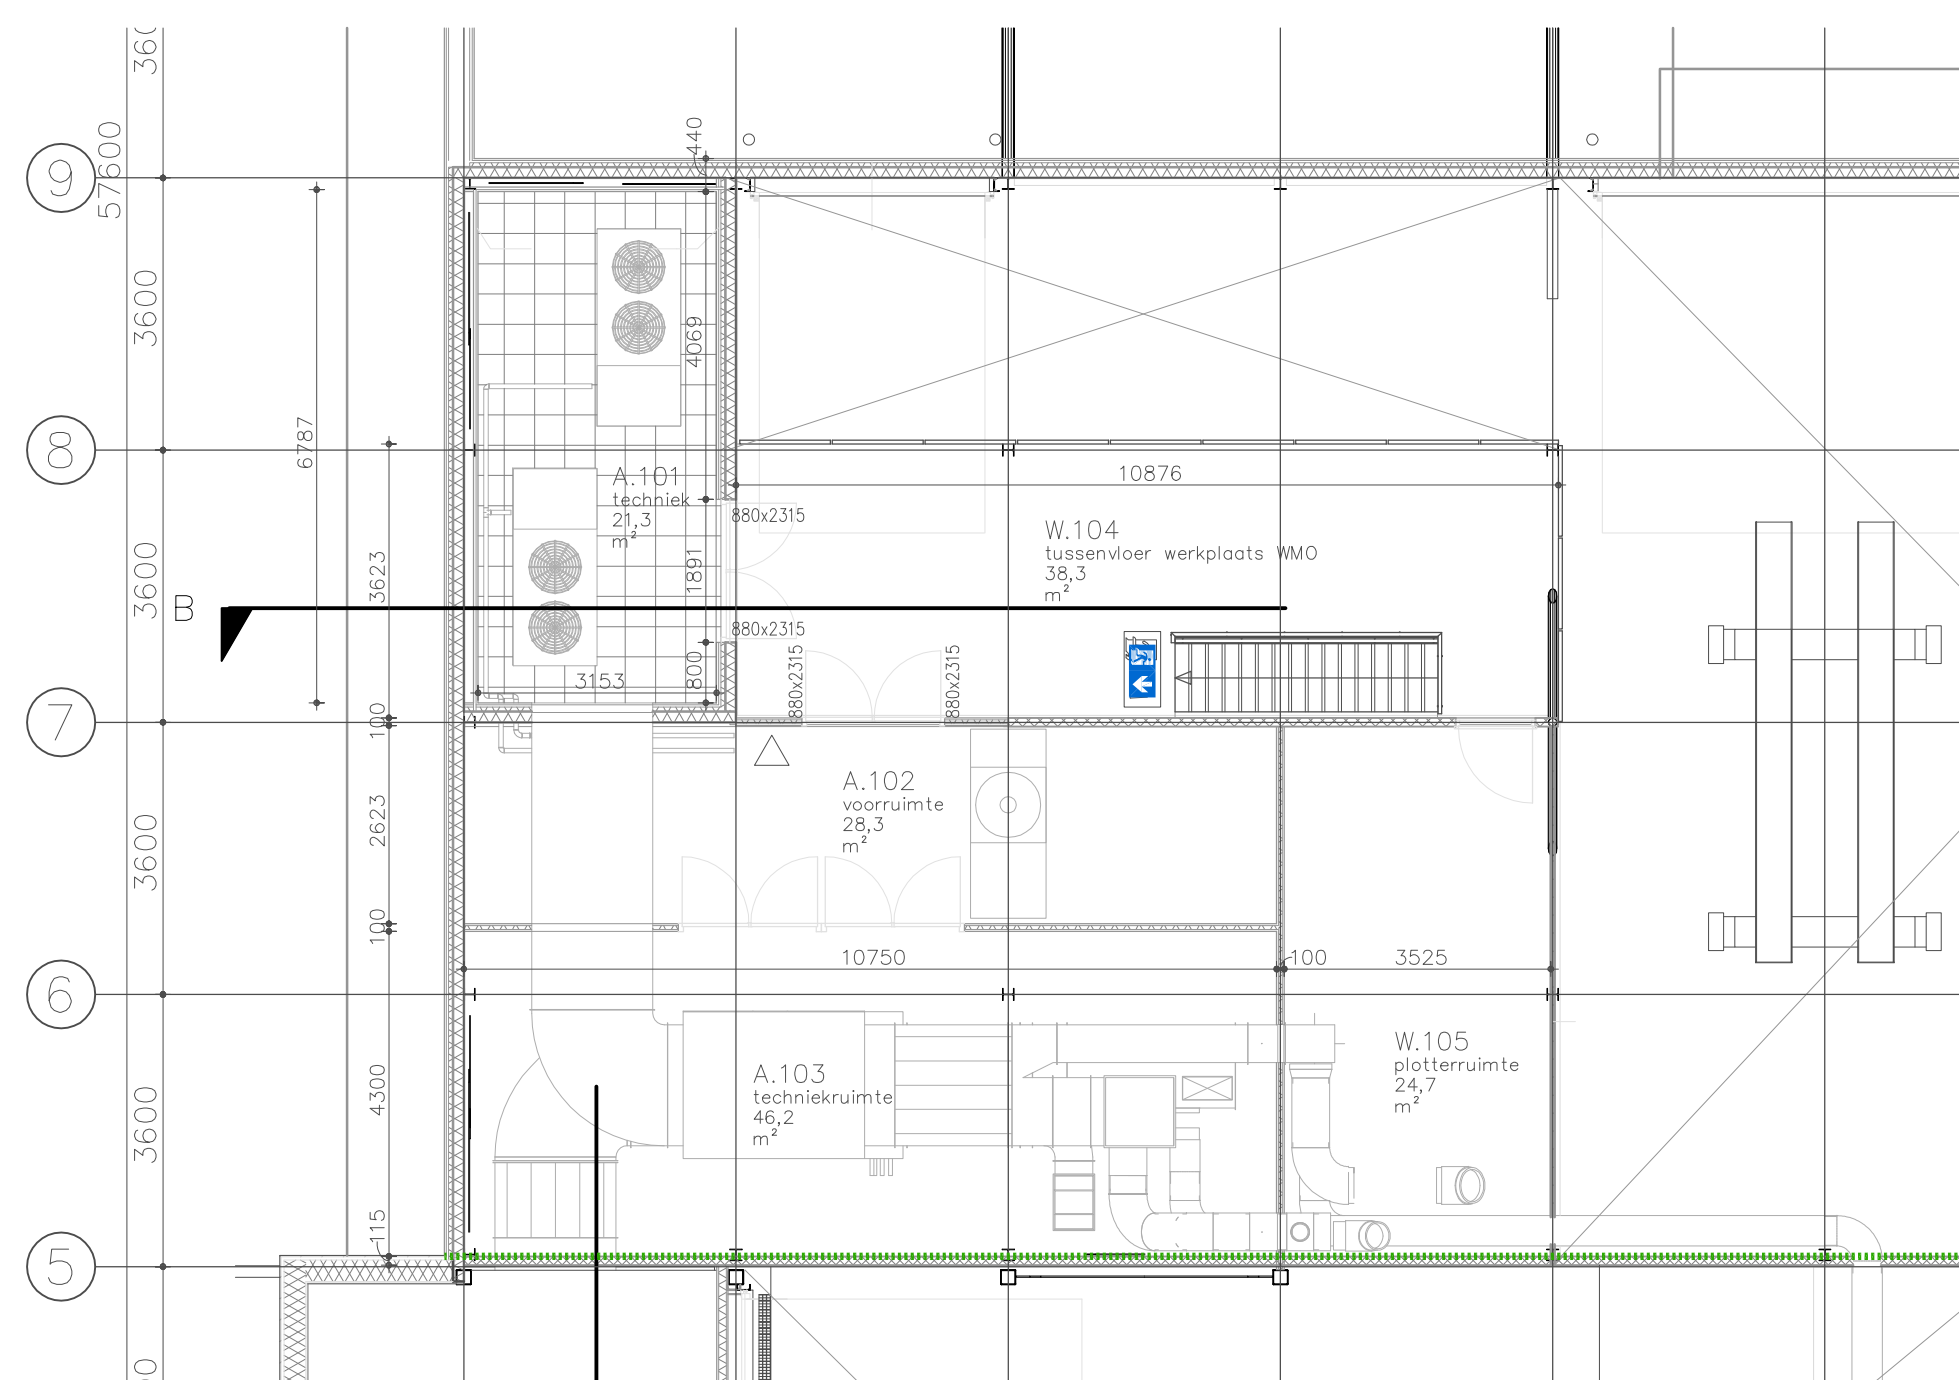 360
57600
440
9
3600
4069
6787
8
10876
A.101
techniek
21,3
m²
880x2315
W.104
tussenvloer werkplaats WMO
38,3
m²
3600
3623
1891
B
880x2315
880x2315
880x2315
800
3153
7
100
A.102
voorruimte
28,3
m²
3600
2623
100
10750
100
3525
6
W.105
plotterruimte
24,7
m²
A.103
techniekruimte
46,2
m²
3600
4300
115
5